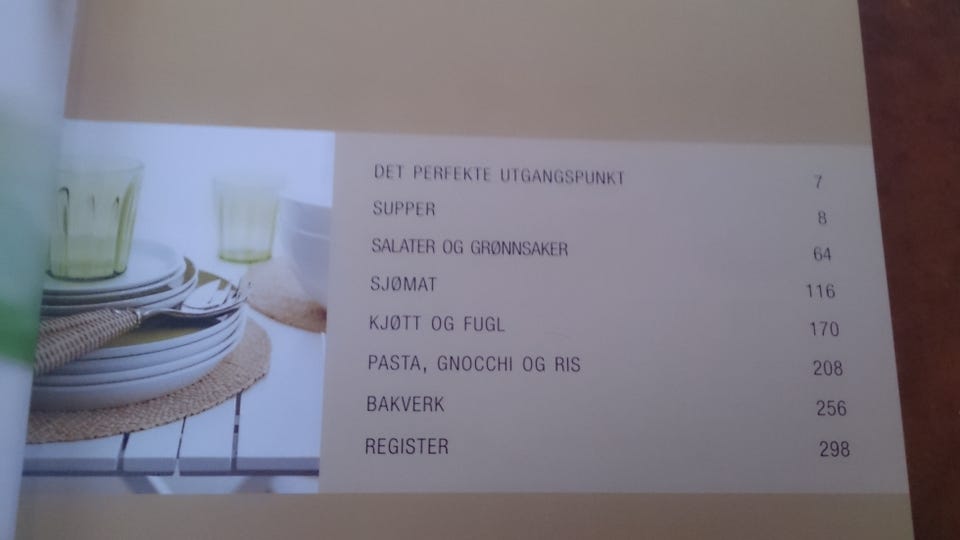 DET PERFEKTE UTGANGSPUNKT 7
SUPPER 8
SALATER OG GRØNNSAKER 64
SJØMAT 116
KJØTT OG FUGL 170
PASTA, GNOCCHI OG RIS 208
BAKVERK 256
REGISTER 298